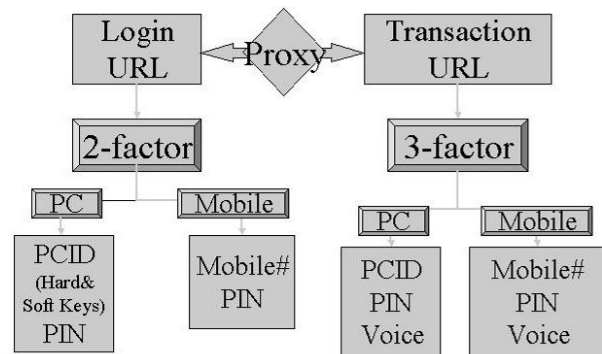 Login
URL
Proxy
Transaction
URL
2-factor
3-factor
PC
Mobile
PC
Mobile
PCID
(Hard&
Soft Keys)
PIN
Mobile#
PIN
PCID
PIN
Voice
Mobile#
PIN
Voice